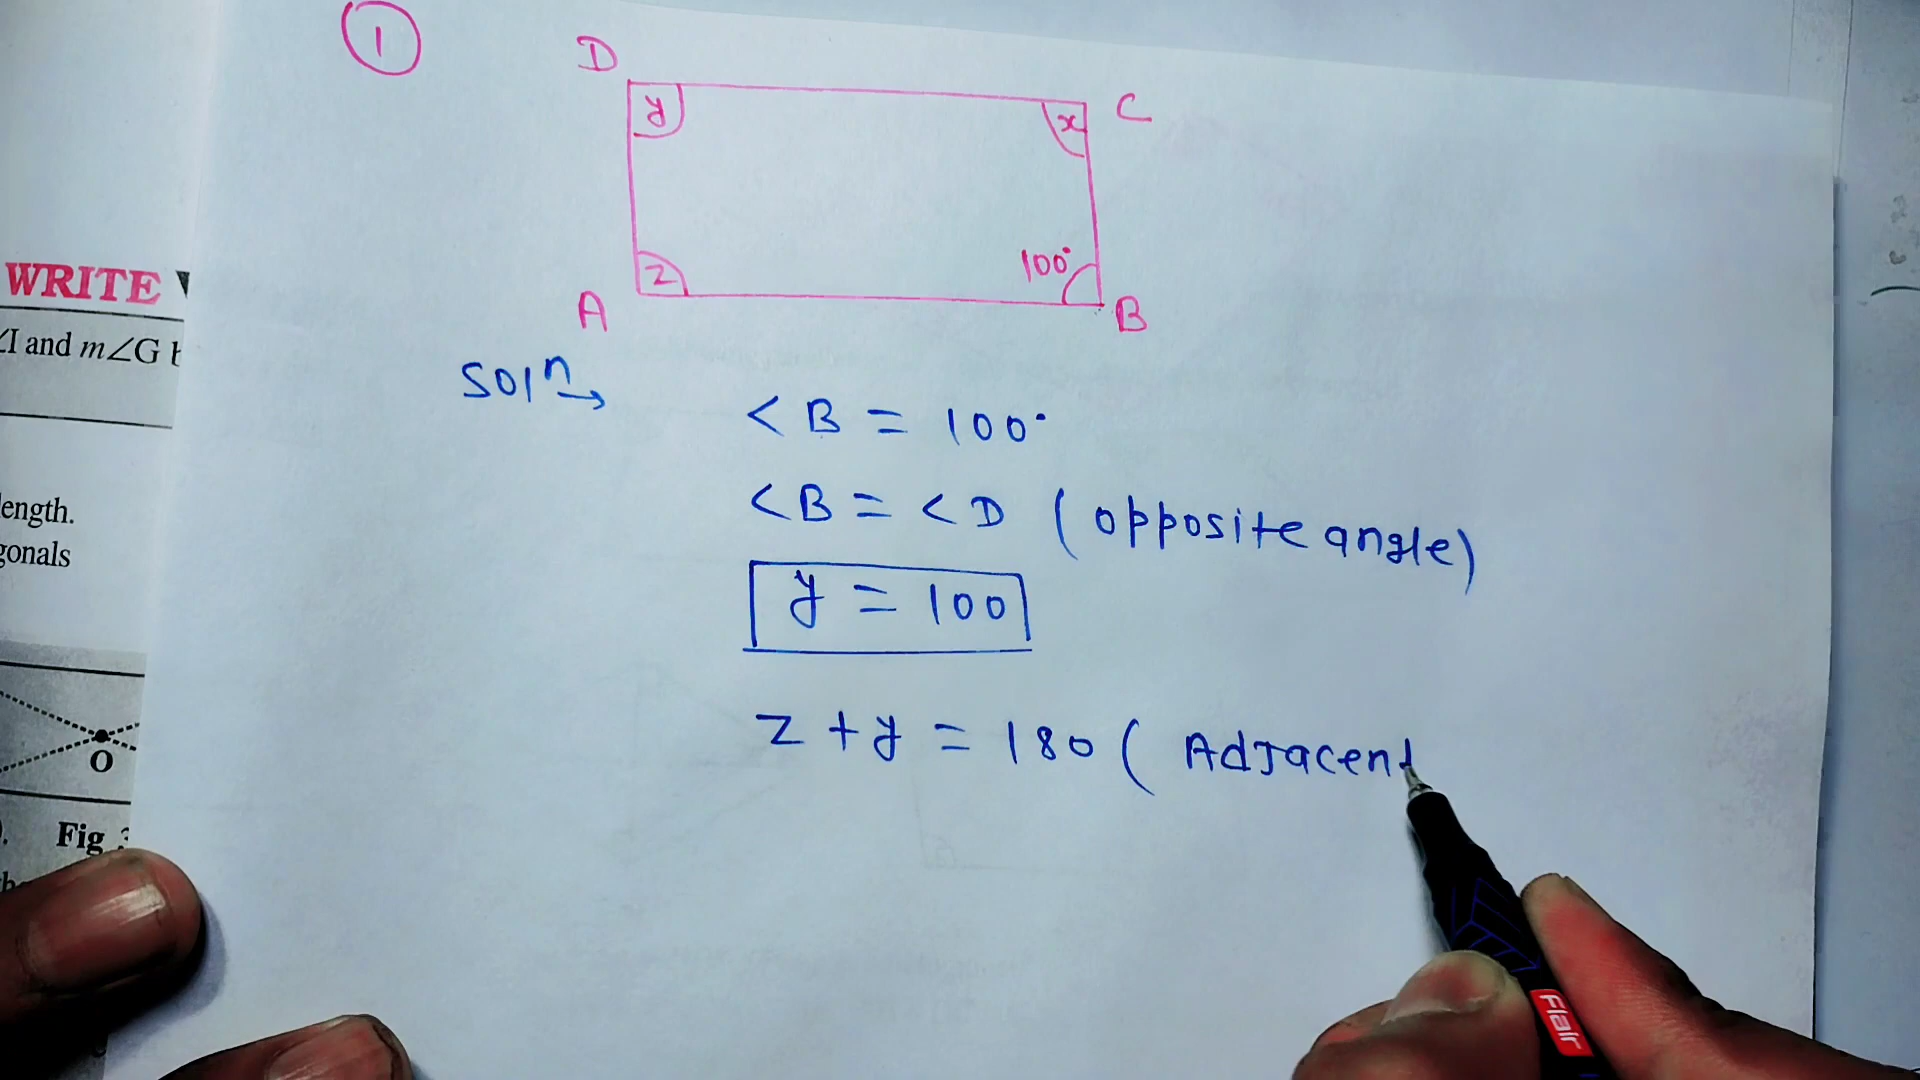 1
D
C
y
x
WRITE
∠I and m∠G
z
100°
A
B
Soln→
<B = 100°
ength.
<B = <D (opposite angle)
gonals
y = 100
z + y = 180 ( Adjacent
O
Fig
Flair